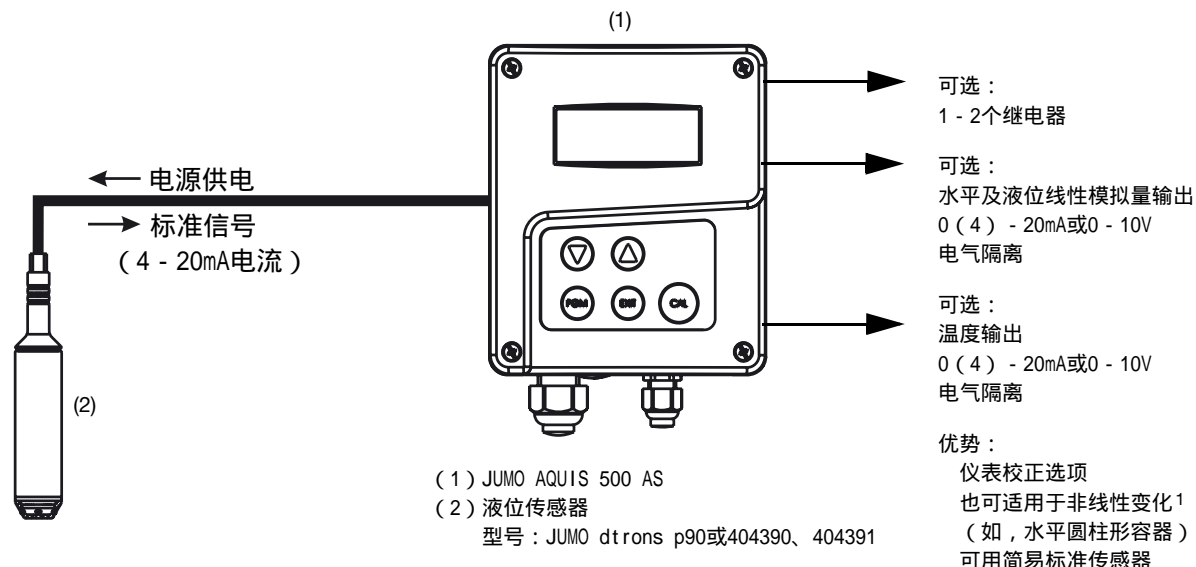 (1)
电源供电
标准信号
（4 - 20mA电流）
(2)
PGM
EXIT
CAL
（1）JUMO AQUIS 500 AS
（2）液位传感器
型号：JUMO dtrons p90或404390、404391
可选：
1 - 2个继电器
可选：
水平及液位线性模拟量输出
0（4） - 20mA或0 - 10V
电气隔离
可选：
温度输出
0（4） - 20mA或0 - 10V
电气隔离
优势：
仪表校正选项
也可适用于非线性变化1
（如，水平圆柱形容器）
可用简易标准传感器